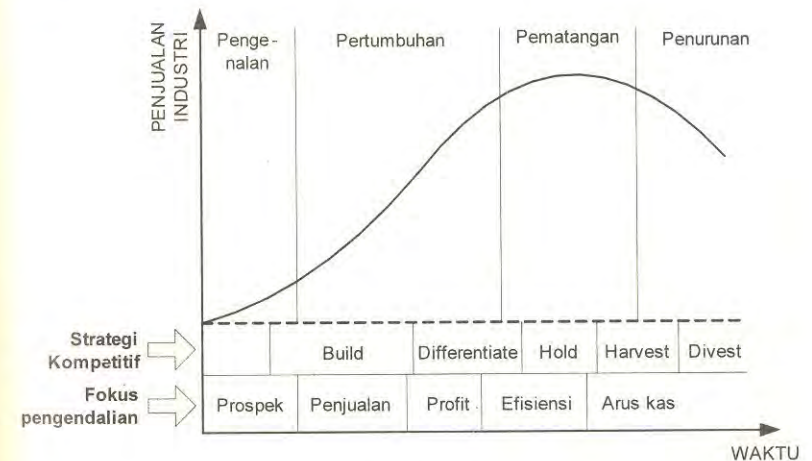 PENJUALAN
INDUSTRI
Penge-
nalan
Pertumbuhan
Pematangan
Penurunan
Strategi
Kompetitif
Build
Differentiate
Hold
Harvest
Divest
Fokus
pengendalian
Prospek
Penjualan
Profit
Efisiensi
Arus kas
WAKTU